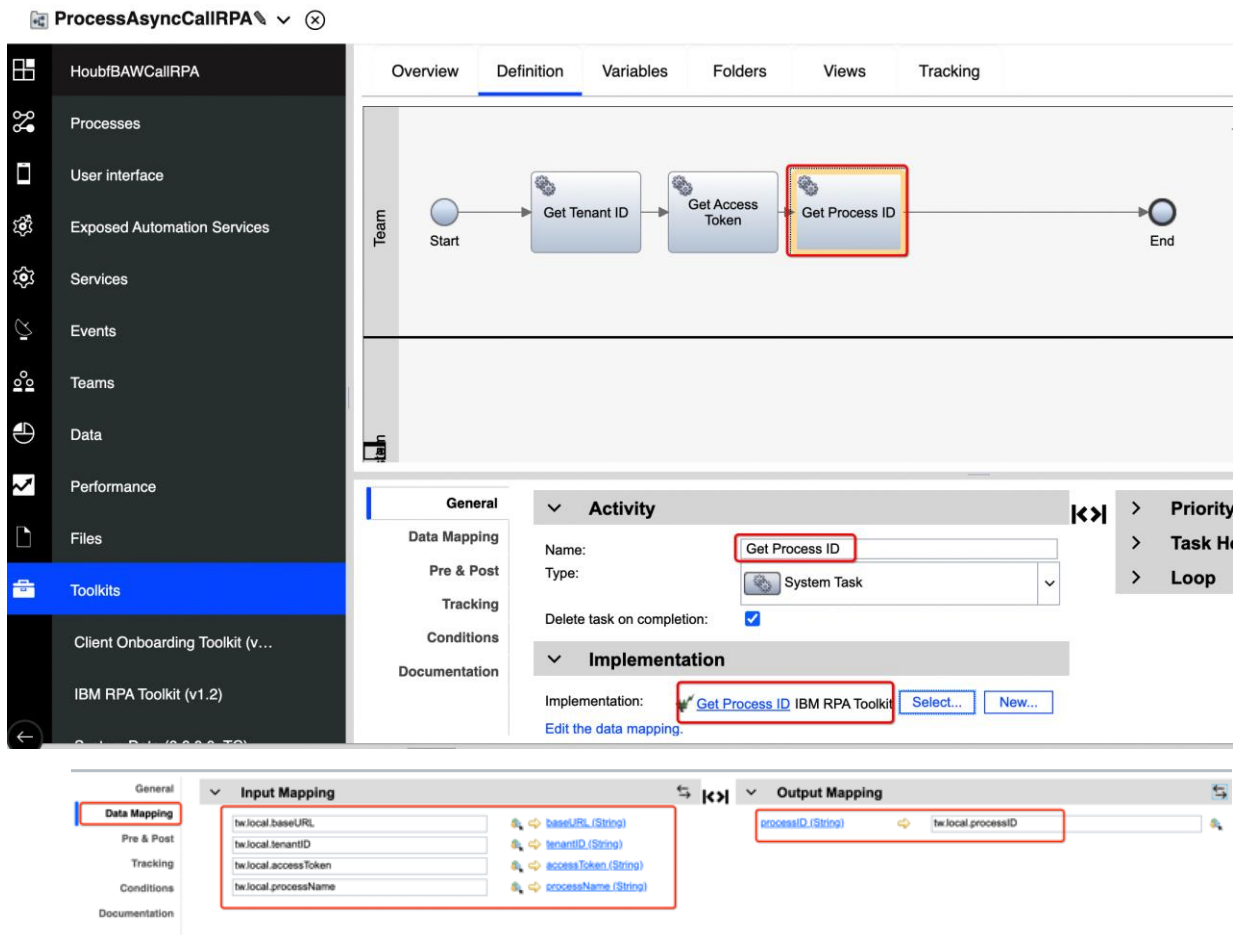 ProcessAsyncCallRPA
HoubfBAWCallRPA
Processes
User interface
Exposed Automation Services
Services
Events
Teams
Data
Performance
Files
Toolkits
Client Onboarding Toolkit (v...
IBM RPA Toolkit (v1.2)
Overview
Definition
Variables
Folders
Views
Tracking
Team
Start
Get Tenant ID
Get Access
Token
Get Process ID
End
General
Data Mapping
Pre & Post
Tracking
Conditions
Documentation
Activity
Name:
Get Process ID
Type:
System Task
Delete task on completion:
Implementation
Implementation:
Get Process ID IBM RPA Toolkit
Select...
New...
Edit the data mapping.
Priority
Task He
Loop
General
Data Mapping
Pre & Post
Tracking
Conditions
Documentation
Input Mapping
tw.local.baseURL
baseURL (String)
tw.local.tenantID
tenantID (String)
tw.local.accessToken
accessToken (String)
tw.local.processName
processName (String)
Output Mapping
processID (String)
tw.local.processID